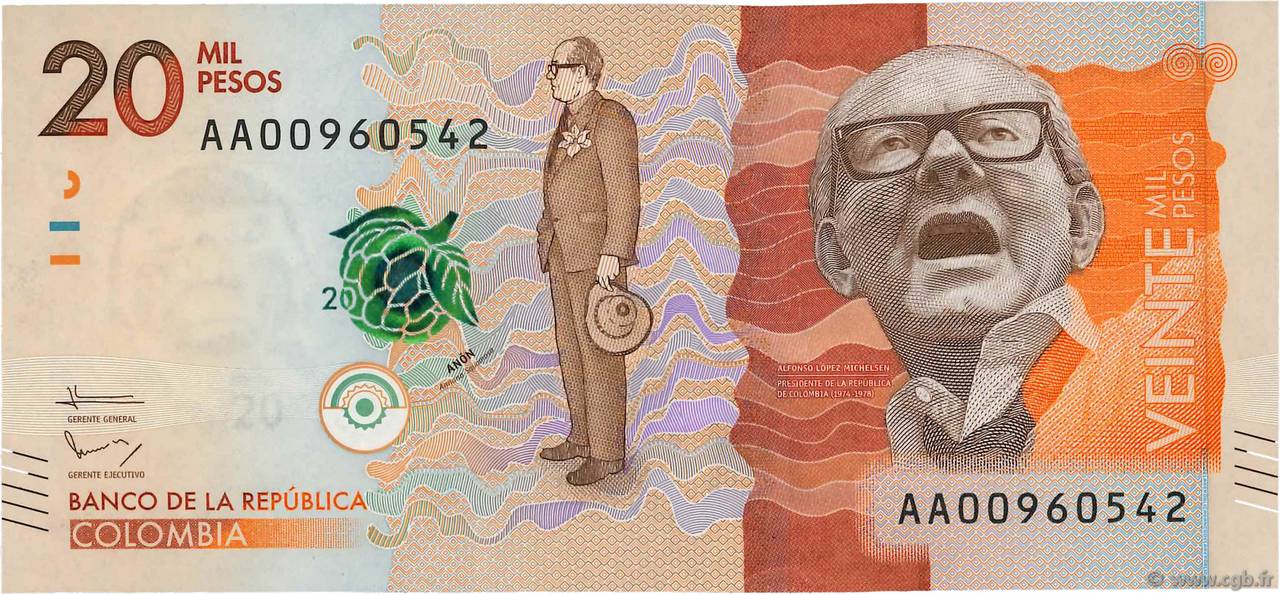 20 MIL
PESOS
AA00960542
20
ANÓN
20
ALFONSO LÓPEZ MICHELSEN
PRESIDENTE DE LA REPÚBLICA
DE COLOMBIA (1974-1978)
VEINTE MIL
PESOS
GERENTE GENERAL
GERENTE EJECUTIVO
BANCO DE LA REPÚBLICA
COLOMBIA
AA00960542
© www.cgb.fr